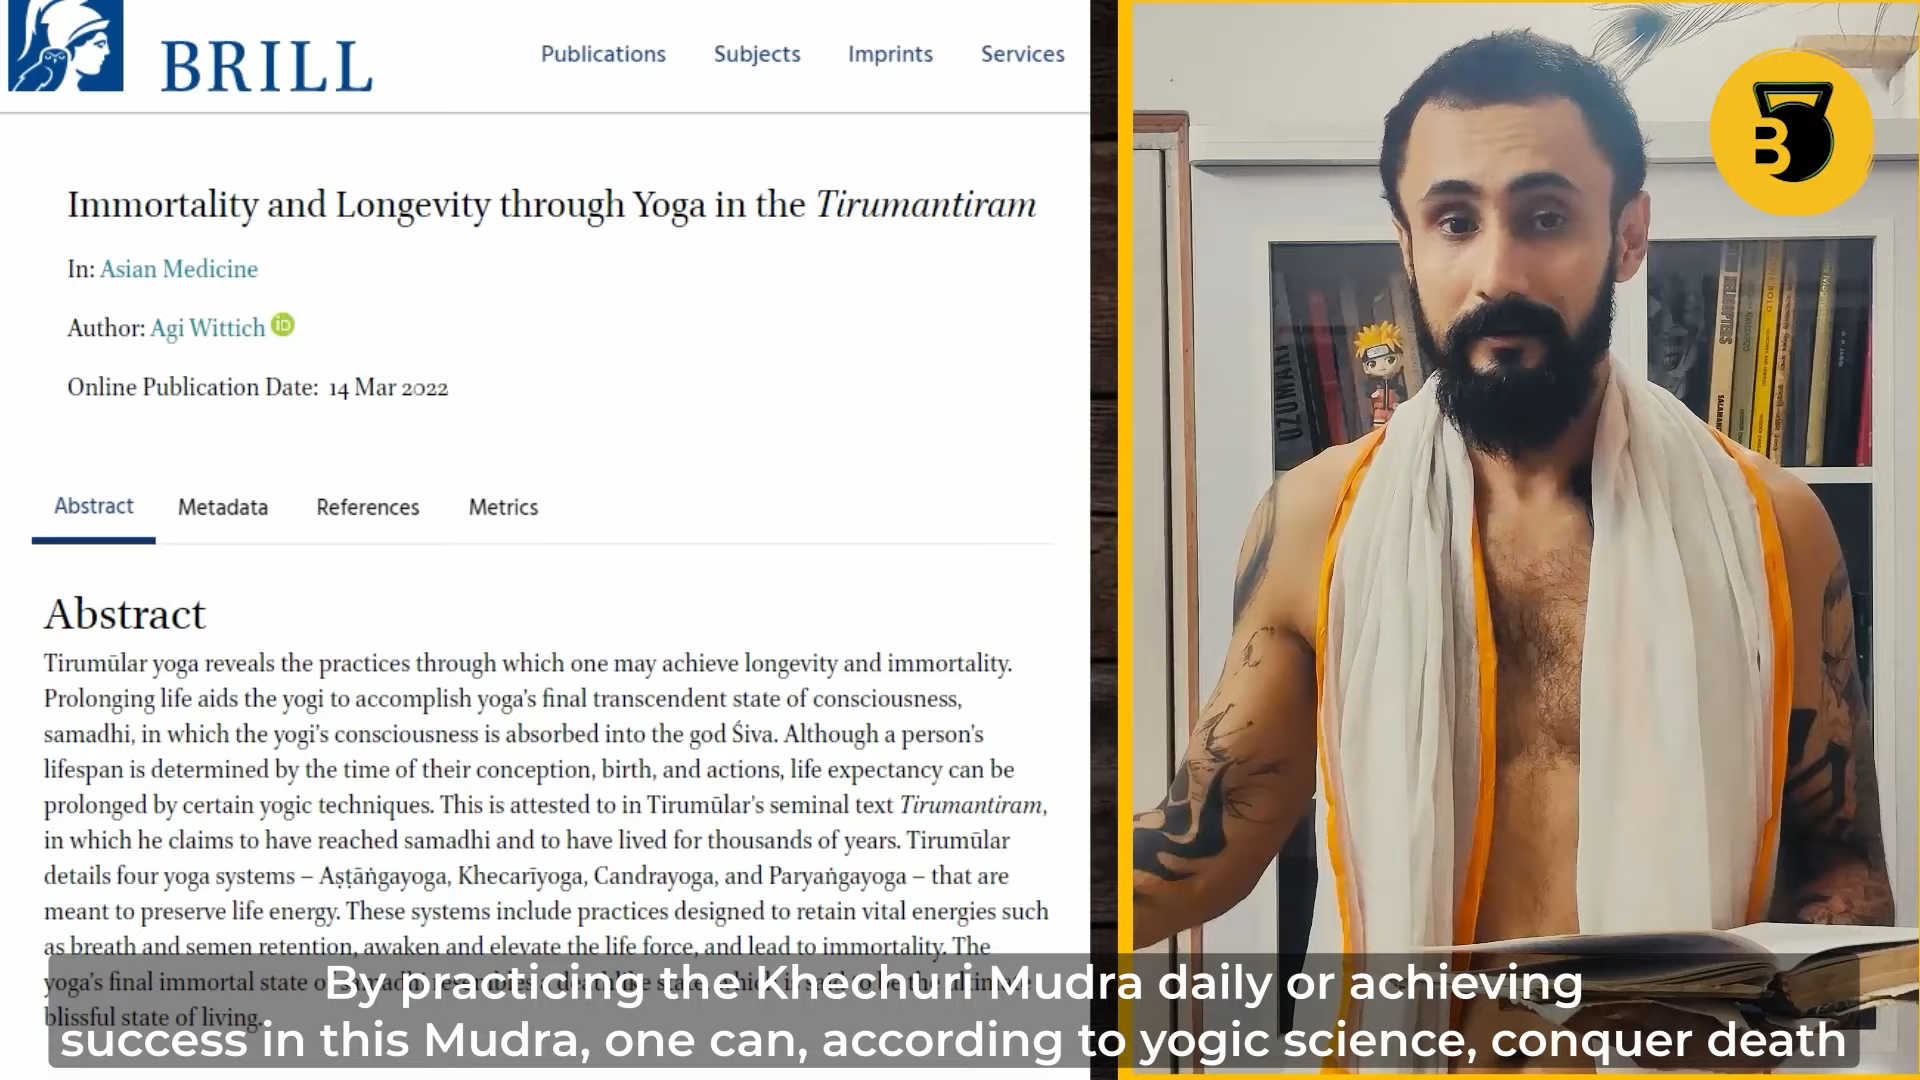 BRILL
Publications Subjects Imprints Services
Immortality and Longevity through Yoga in the Tirumantiram
In: Asian Medicine
Author: Agi Wittich iD
Online Publication Date: 14 Mar 2022
Abstract Metadata References Metrics
Abstract
Tirumūlar yoga reveals the practices through which one may achieve longevity and immortality.
Prolonging life aids the yogi to accomplish yoga's final transcendent state of consciousness,
samadhi, in which the yogi's consciousness is absorbed into the god Śiva. Although a person's
lifespan is determined by the time of their conception, birth, and actions, life expectancy can be
prolonged by certain yogic techniques. This is attested to in Tirumūlar's seminal text Tirumantiram,
in which he claims to have reached samadhi and to have lived for thousands of years. Tirumūlar
details four yoga systems – Aṣṭāṅgayoga, Khecarīyoga, Candrayoga, and Paryaṅgayoga – that are
meant to preserve life energy. These systems include practices designed to retain vital energies such
as breath and semen retention, awaken and elevate the life force, and lead to immortality. The
yoga's final immortal state
blissful state of living.
By practicing the Khechuri Mudra daily or achieving
success in this Mudra, one can, according to yogic science, conquer death
B
UZUMAKI